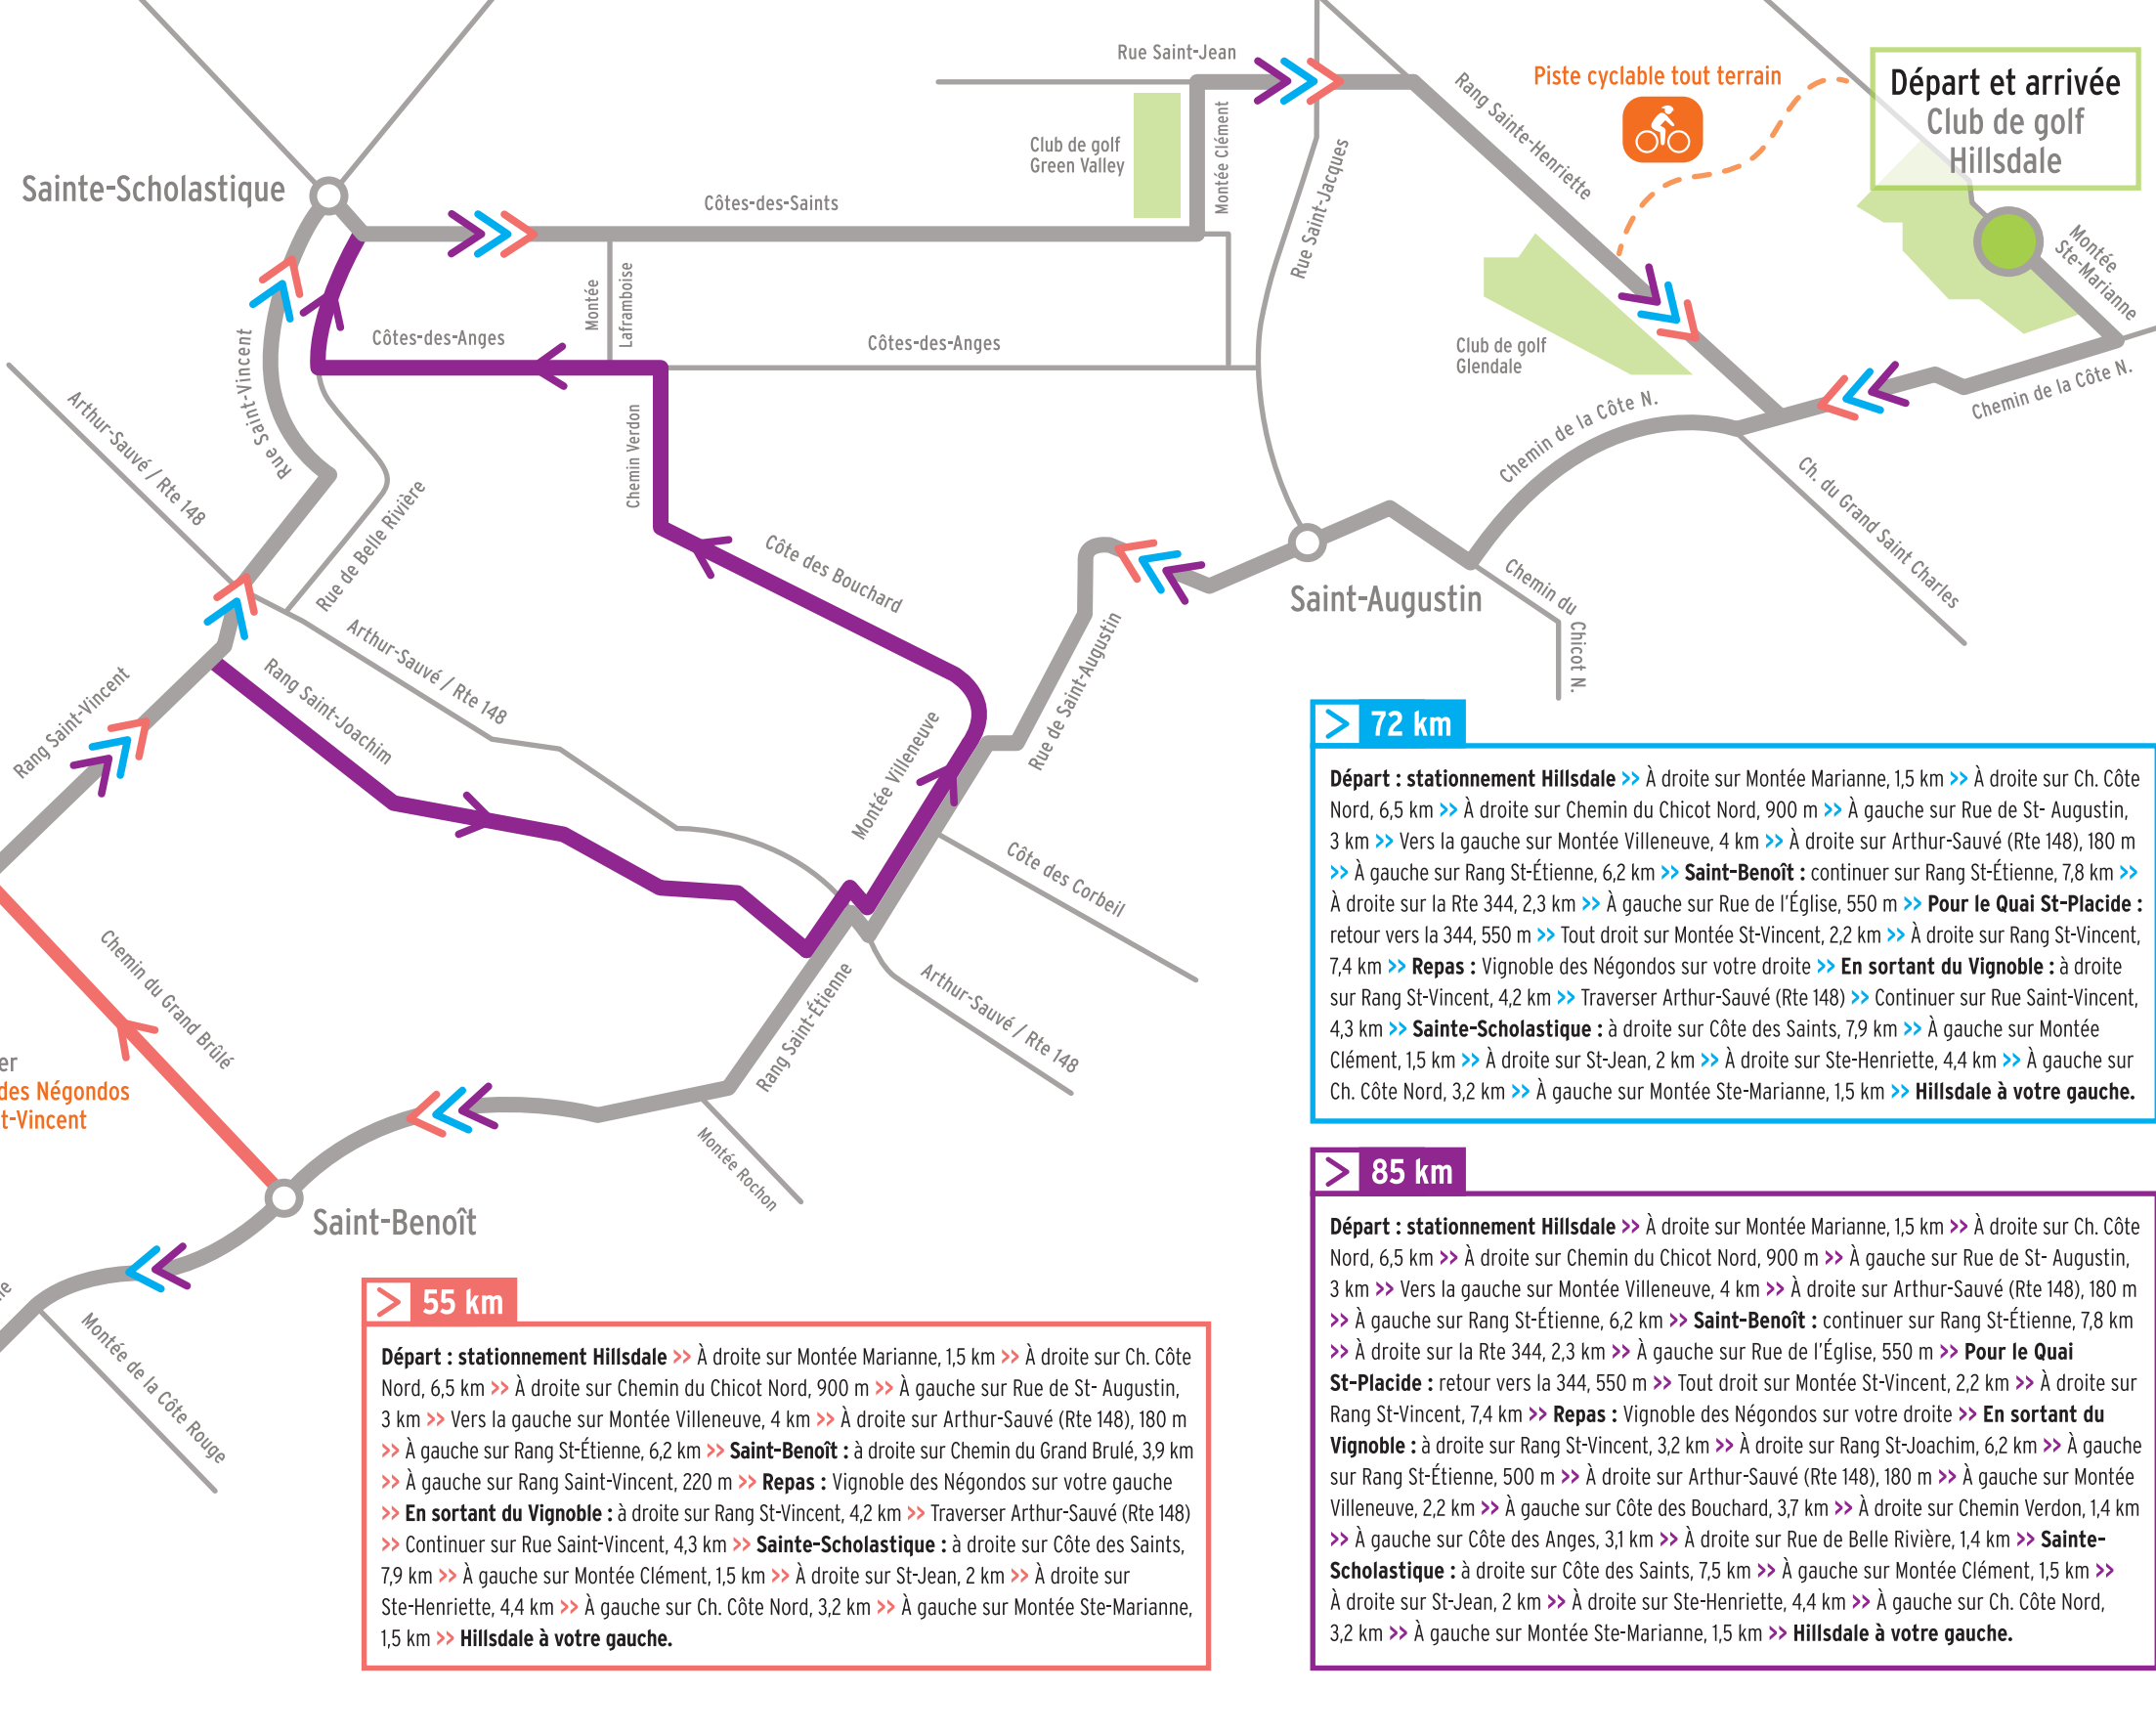 Rue Saint-Jean
Piste cyclable tout terrain
Départ et arrivée
Club de golf
Hillsdale
Rang Sainte-Henriette
Montée Clément
Club de golf
Green Valley
Sainte-Scholastique
Côtes-des-Saints
Rue Saint-Jacques
Montée
Ste-Marianne
Montée
Laframboise
Côtes-des-Anges
Côtes-des-Anges
Club de golf
Glendale
Rue Saint-Vincent
Arthur-Sauvé / Rte 148
Chemin Verdon
Chemin de la Côte N.
Chemin de la Côte N.
Ch. du Grand Saint Charles
Rue de Belle Rivière
Côte des Bouchard
Saint-Augustin
Chemin du
Chicot N.
Arthur-Sauvé / Rte 148
Rang Saint-Vincent
Rang Saint-Joachim
Rue de Saint-Augustin
Montée Villeneuve
Côte des Corbeil
Chemin du Grand Brûlé
Rang Saint-Étienne
Arthur-Sauvé / Rte 148
er
des Négondos
t-Vincent
Montée Rochon
Saint-Benoît
Montée de la Côte Rouge
> 72 km
Départ : stationnement Hillsdale >> À droite sur Montée Marianne, 1,5 km >> À droite sur Ch. Côte
Nord, 6,5 km >> À droite sur Chemin du Chicot Nord, 900 m >> À gauche sur Rue de St- Augustin,
3 km >> Vers la gauche sur Montée Villeneuve, 4 km >> À droite sur Arthur-Sauvé (Rte 148), 180 m
>> À gauche sur Rang St-Étienne, 6,2 km >> Saint-Benoît : continuer sur Rang St-Étienne, 7,8 km >>
À droite sur la Rte 344, 2,3 km >> À gauche sur Rue de l'Église, 550 m >> Pour le Quai St-Placide :
retour vers la 344, 550 m >> Tout droit sur Montée St-Vincent, 2,2 km >> À droite sur Rang St-Vincent,
7,4 km >> Repas : Vignoble des Négondos sur votre droite >> En sortant du Vignoble : à droite
sur Rang St-Vincent, 4,2 km >> Traverser Arthur-Sauvé (Rte 148) >> Continuer sur Rue Saint-Vincent,
4,3 km >> Sainte-Scholastique : à droite sur Côte des Saints, 7,9 km >> À gauche sur Montée
Clément, 1,5 km >> À droite sur St-Jean, 2 km >> À droite sur Ste-Henriette, 4,4 km >> À gauche sur
Ch. Côte Nord, 3,2 km >> À gauche sur Montée Ste-Marianne, 1,5 km >> Hillsdale à votre gauche.
> 85 km
Départ : stationnement Hillsdale >> À droite sur Montée Marianne, 1,5 km >> À droite sur Ch. Côte
Nord, 6,5 km >> À droite sur Chemin du Chicot Nord, 900 m >> À gauche sur Rue de St- Augustin,
3 km >> Vers la gauche sur Montée Villeneuve, 4 km >> À droite sur Arthur-Sauvé (Rte 148), 180 m
>> À gauche sur Rang St-Étienne, 6,2 km >> Saint-Benoît : continuer sur Rang St-Étienne, 7,8 km
>> À droite sur la Rte 344, 2,3 km >> À gauche sur Rue de l'Église, 550 m >> Pour le Quai
St-Placide : retour vers la 344, 550 m >> Tout droit sur Montée St-Vincent, 2,2 km >> À droite sur
Rang St-Vincent, 7,4 km >> Repas : Vignoble des Négondos sur votre droite >> En sortant du
Vignoble : à droite sur Rang St-Vincent, 3,2 km >> À droite sur Rang St-Joachim, 6,2 km >> À gauche
sur Rang St-Étienne, 500 m >> À droite sur Arthur-Sauvé (Rte 148), 180 m >> À gauche sur Montée
Villeneuve, 2,2 km >> À gauche sur Côte des Bouchard, 3,7 km >> À droite sur Chemin Verdon, 1,4 km
>> À gauche sur Côte des Anges, 3,1 km >> À droite sur Rue de Belle Rivière, 1,4 km >> Sainte-
Scholastique : à droite sur Côte des Saints, 7,5 km >> À gauche sur Montée Clément, 1,5 km >>
À droite sur St-Jean, 2 km >> À droite sur Ste-Henriette, 4,4 km >> À gauche sur Ch. Côte Nord,
3,2 km >> À gauche sur Montée Ste-Marianne, 1,5 km >> Hillsdale à votre gauche.
> 55 km
Départ : stationnement Hillsdale >> À droite sur Montée Marianne, 1,5 km >> À droite sur Ch. Côte
Nord, 6,5 km >> À droite sur Chemin du Chicot Nord, 900 m >> À gauche sur Rue de St- Augustin,
3 km >> Vers la gauche sur Montée Villeneuve, 4 km >> À droite sur Arthur-Sauvé (Rte 148), 180 m
>> À gauche sur Rang St-Étienne, 6,2 km >> Saint-Benoît : à droite sur Chemin du Grand Brulé, 3,9 km
>> À gauche sur Rang Saint-Vincent, 220 m >> Repas : Vignoble des Négondos sur votre gauche
>> En sortant du Vignoble : à droite sur Rang St-Vincent, 4,2 km >> Traverser Arthur-Sauvé (Rte 148)
>> Continuer sur Rue Saint-Vincent, 4,3 km >> Sainte-Scholastique : à droite sur Côte des Saints,
7,9 km >> À gauche sur Montée Clément, 1,5 km >> À droite sur St-Jean, 2 km >> À droite sur
Ste-Henriette, 4,4 km >> À gauche sur Ch. Côte Nord, 3,2 km >> À gauche sur Montée Ste-Marianne,
1,5 km >> Hillsdale à votre gauche.